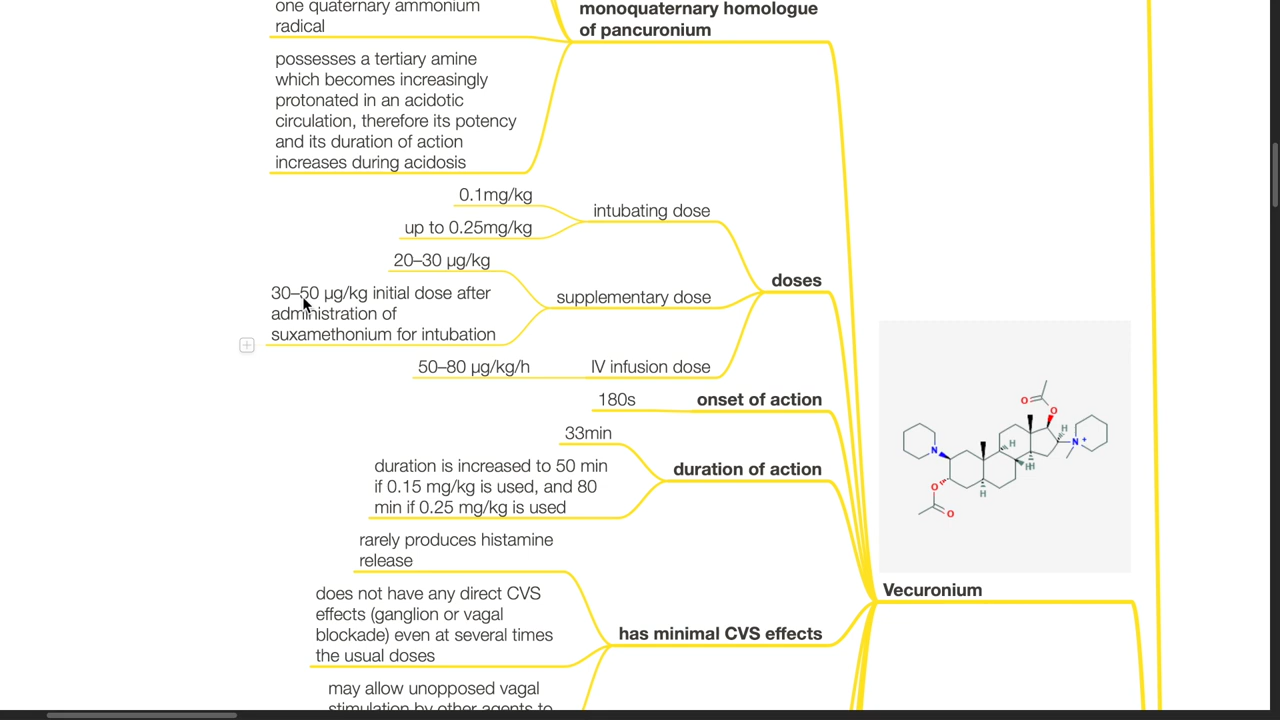 one quaternary ammonium
radical
monoquaternary homologue
of pancuronium
possesses a tertiary amine
which becomes increasingly
protonated in an acidotic
circulation, therefore its potency
and its duration of action
increases during acidosis
0.1mg/kg
up to 0.25mg/kg
intubating dose
20–30 µg/kg
30–50 µg/kg initial dose after
administration of
suxamethonium for intubation
supplementary dose
50–80 µg/kg/h
IV infusion dose
doses
180s
onset of action
33min
duration is increased to 50 min
if 0.15 mg/kg is used, and 80
min if 0.25 mg/kg is used
duration of action
rarely produces histamine
release
does not have any direct CVS
effects (ganglion or vagal
blockade) even at several times
the usual doses
may allow unopposed vagal
stimulation by other agents to
has minimal CVS effects
O
O
H
N+
N
H
H
H
O
O
H
Vecuronium